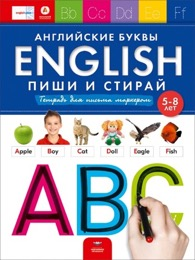 Bb Cc Dd Ee Ff
АНГЛИЙСКИЕ БУКВЫ
ENGLISH
ПИШИ И СТИРАЙ
Тетрадь для письма маркером
5-8
лет
Apple Boy Cat Doll Eagle Fish
ABC